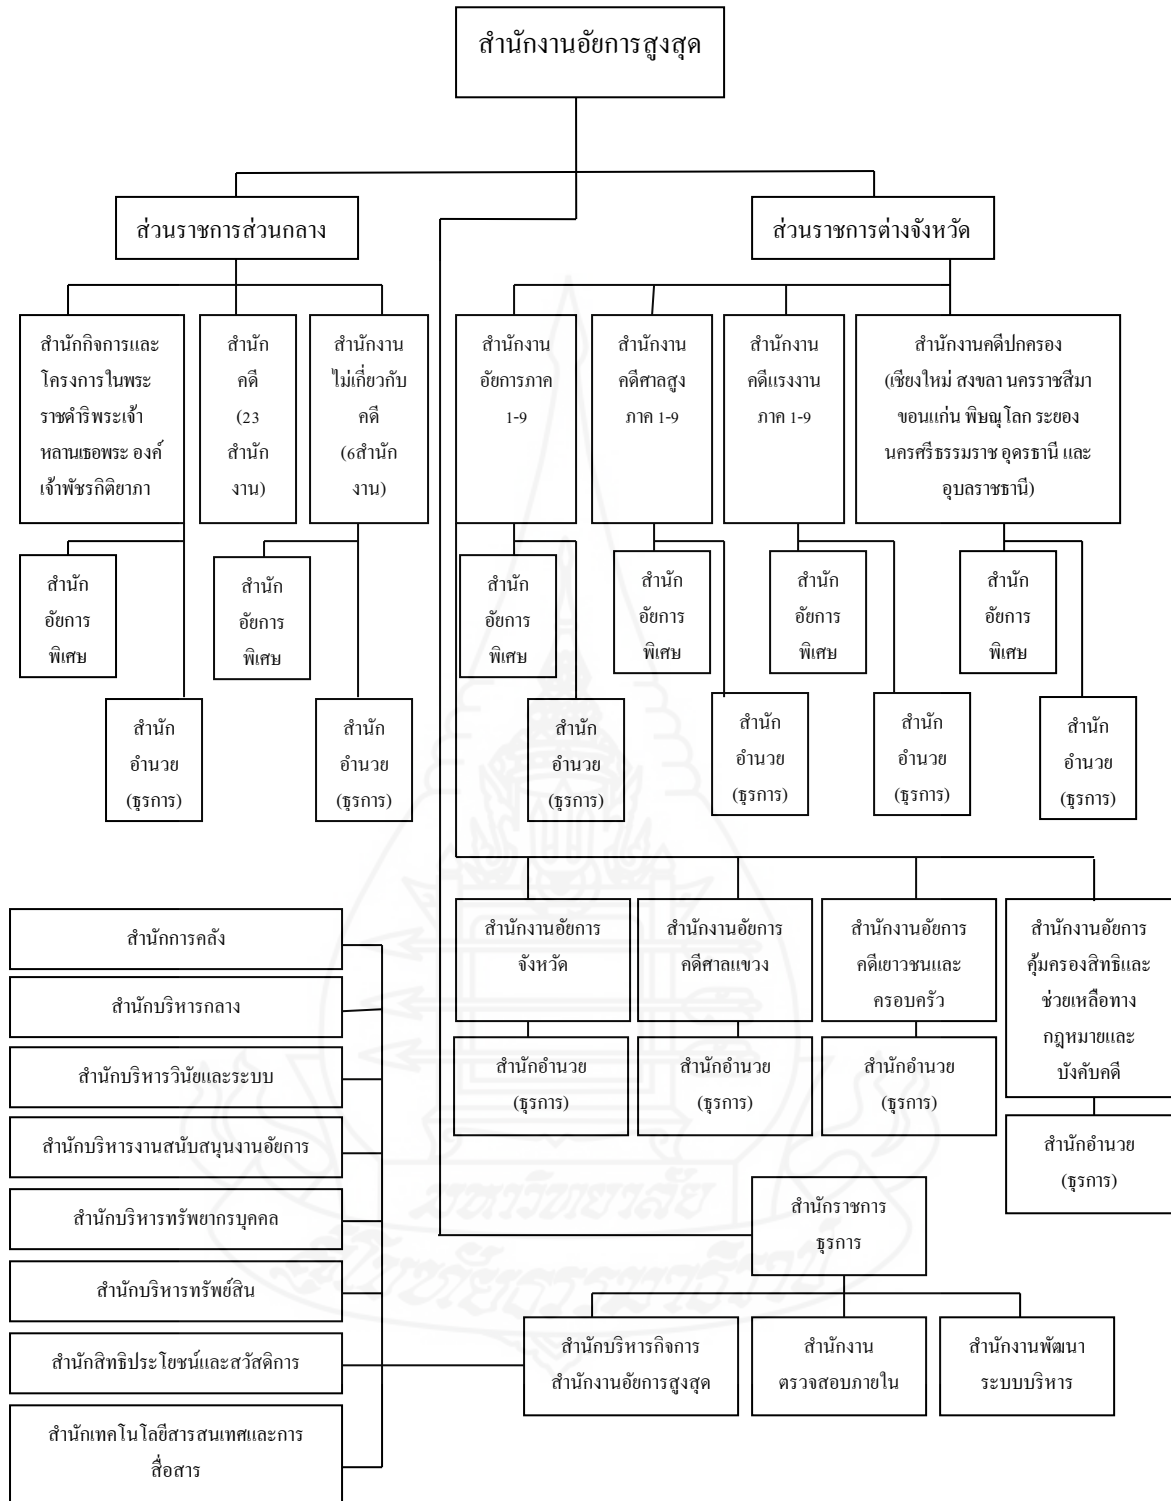 สำนักงานอัยการสูงสุด
ส่วนราชการส่วนกลาง
ส่วนราชการต่างจังหวัด
สำนักกิจการและ
โครงการในพระ
ราชดำริพระเจ้า
หลานเธอพระ องค์
เจ้าพัชรกิติยาภา
สำนัก
คดี
(23
สำนัก
งาน)
สำนักงาน
ไม่เกี่ยวกับ
คดี
(6สำนัก
งาน)
สำนักงาน
อัยการภาค
1-9
สำนักงาน
คดีศาลสูง
ภาค 1-9
สำนักงาน
คดีแรงงาน
ภาค 1-9
สำนักงานคดีปกครอง
(เชียงใหม่ สงขลา นครราชสีมา
ขอนแก่น พิษณุโลก ระยอง
นครศรีธรรมราช อุดรธานี และ
อุบลราชธานี)
สำนัก
อัยการ
พิเศษ
สำนัก
อัยการ
พิเศษ
สำนัก
อัยการ
พิเศษ
สำนัก
อัยการ
พิเศษ
สำนัก
อัยการ
พิเศษ
สำนัก
อัยการ
พิเศษ
สำนัก
อำนวย
(ธุรการ)
สำนัก
อำนวย
(ธุรการ)
สำนัก
อำนวย
(ธุรการ)
สำนัก
อำนวย
(ธุรการ)
สำนัก
อำนวย
(ธุรการ)
สำนัก
อำนวย
(ธุรการ)
สำนักงานอัยการ
จังหวัด
สำนักงานอัยการ
คดีศาลแขวง
สำนักงานอัยการ
คดีเยาวชนและ
ครอบครัว
สำนักงานอัยการ
คุ้มครองสิทธิและ
ช่วยเหลือทาง
กฎหมายและ
บังคับคดี
สำนักอำนวย
(ธุรการ)
สำนักอำนวย
(ธุรการ)
สำนักอำนวย
(ธุรการ)
สำนักอำนวย
(ธุรการ)
สำนักการคลัง
สำนักบริหารกลาง
สำนักบริหารวินัยและระบบ
สำนักบริหารงานสนับสนุนงานอัยการ
สำนักบริหารทรัพยากรบุคคล
สำนักบริหารทรัพย์สิน
สำนักสิทธิประโยชน์และสวัสดิการ
สำนักเทคโนโลยีสารสนเทศและการ
สื่อสาร
สำนักราชการ
ธุรการ
สำนักบริหารกิจการ
สำนักงานอัยการสูงสุด
สำนักงาน
ตรวจสอบภายใน
สำนักงานพัฒนา
ระบบบริหาร
มหาวิทยาลัย
สุโขทัยธรรมาธิราช